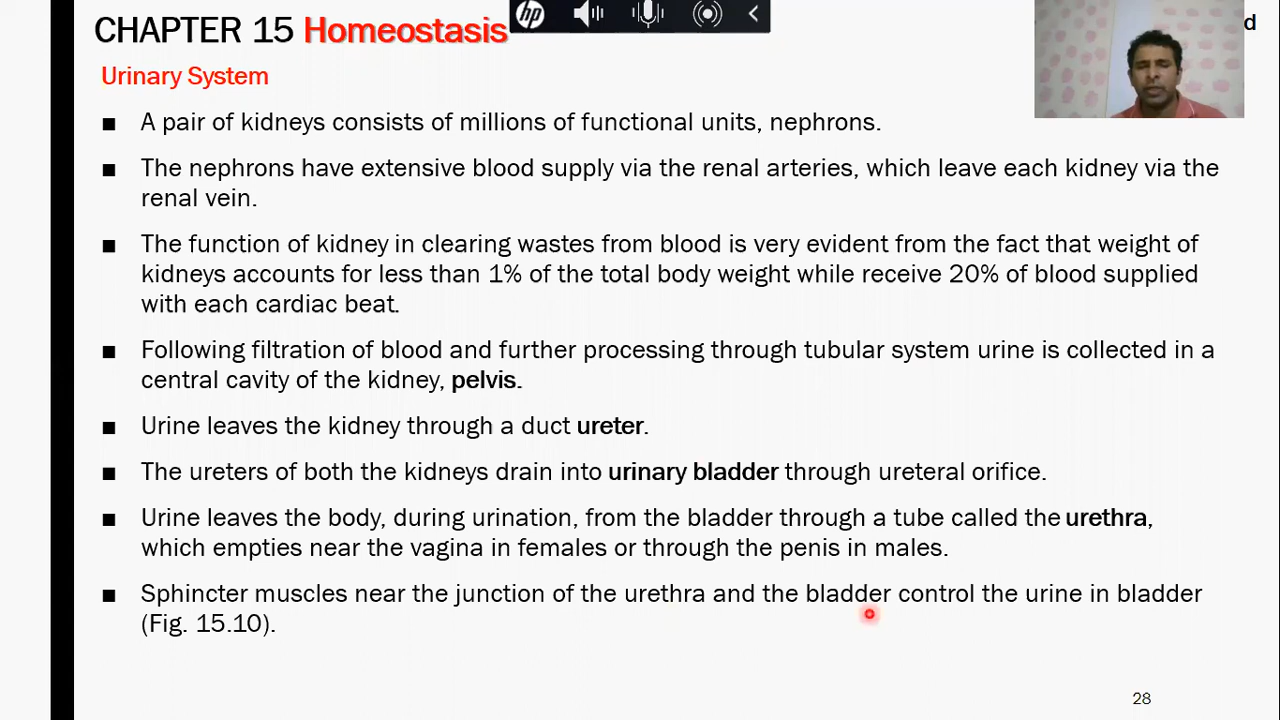 CHAPTER 15 Homeostasis
hp
d
Urinary System
■ A pair of kidneys consists of millions of functional units, nephrons.
■ The nephrons have extensive blood supply via the renal arteries, which leave each kidney via the
renal vein.
■ The function of kidney in clearing wastes from blood is very evident from the fact that weight of
kidneys accounts for less than 1% of the total body weight while receive 20% of blood supplied
with each cardiac beat.
■ Following filtration of blood and further processing through tubular system urine is collected in a
central cavity of the kidney, pelvis.
■ Urine leaves the kidney through a duct ureter.
■ The ureters of both the kidneys drain into urinary bladder through ureteral orifice.
■ Urine leaves the body, during urination, from the bladder through a tube called the urethra,
which empties near the vagina in females or through the penis in males.
■ Sphincter muscles near the junction of the urethra and the bladder control the urine in bladder
(Fig. 15.10).
28